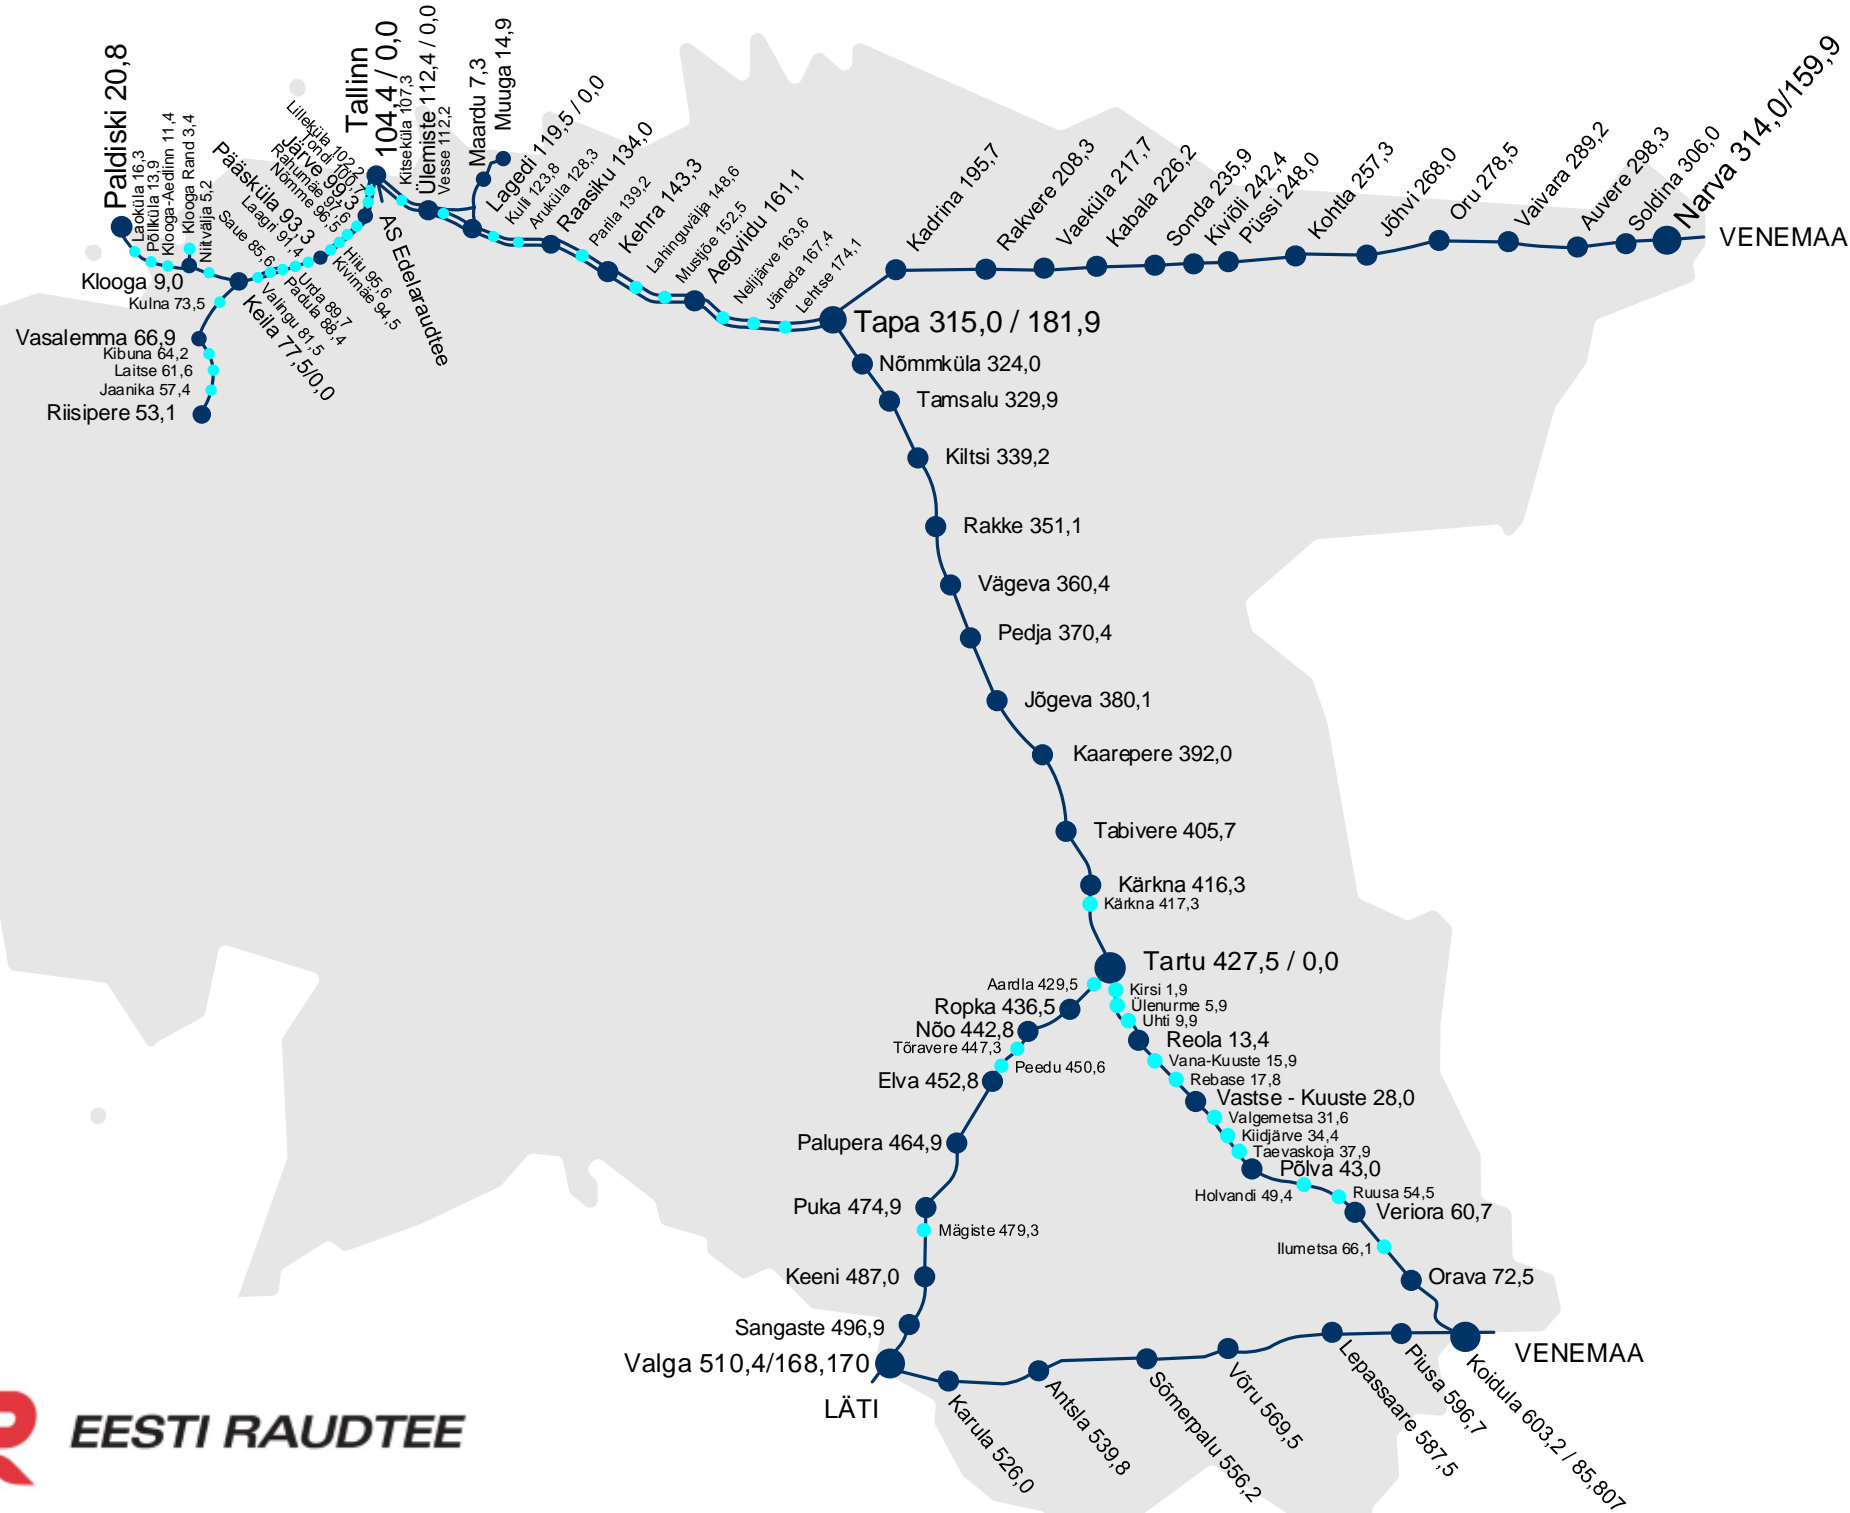 Paldiski 20,8
Laoküla 16,3
Põlküla 13,9
Klooga-Aedlinn 11,4
Klooga Rand 3,4
Niitvälja 5,2
Klooga 9,0
Kulna 73,5
Vasalemma 66,9
Kibuna 64,2
Laitse 61,6
Jaanika 57,4
Riisipere 53,1
Keila 77,5/0,0
Valingu 81,5
Saue 85,6
Padula 88,4
Urda 89,7
Laagri 91,4
Pääsküla 93,3
Kivimäe 94,5
Hiiu 95,6
Nõmme 96,5
Rahumäe 97,6
Järve 99,3
Tondi 100,7
Lilleküla 102,2
Tallinn
104,4 / 0,0
AS Edelaraudtee
Kitseküla 107,3
Ülemiste 112,4 / 0,0
Vesse 112,2
Maardu 7,3
Muuga 14,9
Lagedi 119,5 / 0,0
Kulli 123,8
Aruküla 128,3
Raasiku 134,0
Parila 139,2
Kehra 143,3
Lahinguvälja 148,6
Mustjõe 152,5
Aegviidu 161,1
Nelijärve 163,6
Jäneda 167,4
Lehtse 174,1
Tapa 315,0 / 181,9
Kadrina 195,7
Rakvere 208,3
Vaeküla 217,7
Kabala 226,2
Sonda 235,9
Kiviõli 242,4
Püssi 248,0
Kohtla 257,3
Jõhvi 268,0
Oru 278,5
Vaivara 289,2
Auvere 298,3
Soldina 306,0
Narva 314,0/159,9
VENEMAA
Nõmmküla 324,0
Tamsalu 329,9
Kiltsi 339,2
Rakke 351,1
Vägeva 360,4
Pedja 370,4
Jõgeva 380,1
Kaarepere 392,0
Tabivere 405,7
Kärkna 416,3
Kärkna 417,3
Tartu 427,5 / 0,0
Aardla 429,5
Ropka 436,5
Nõo 442,8
Tõravere 447,3
Peedu 450,6
Elva 452,8
Palupera 464,9
Puka 474,9
Mägiste 479,3
Keeni 487,0
Sangaste 496,9
Valga 510,4/168,170
LÄTI
Kirsi 1,9
Ülenurme 5,9
Uhti 9,9
Reola 13,4
Vana-Kuuste 15,9
Rebase 17,8
Vastse - Kuuste 28,0
Valgemetsa 31,6
Kiidjärve 34,4
Taevaskoja 37,9
Põlva 43,0
Holvandi 49,4
Ruusa 54,5
Veriora 60,7
Ilumetsa 66,1
Orava 72,5
VENEMAA
Karula 526,0
Antsla 539,8
Sõmerpalu 556,2
Võru 569,5
Lepassaare 587,5
Piusa 596,7
Koidula 603,2 / 85,807
EESTI RAUDTEE